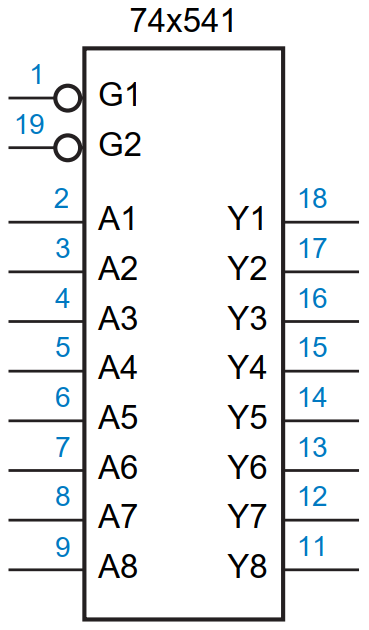 74x541
1 G1
19 G2
2 A1 Y1 18
3 A2 Y2 17
4 A3 Y3 16
5 A4 Y4 15
6 A5 Y5 14
7 A6 Y6 13
8 A7 Y7 12
9 A8 Y8 11